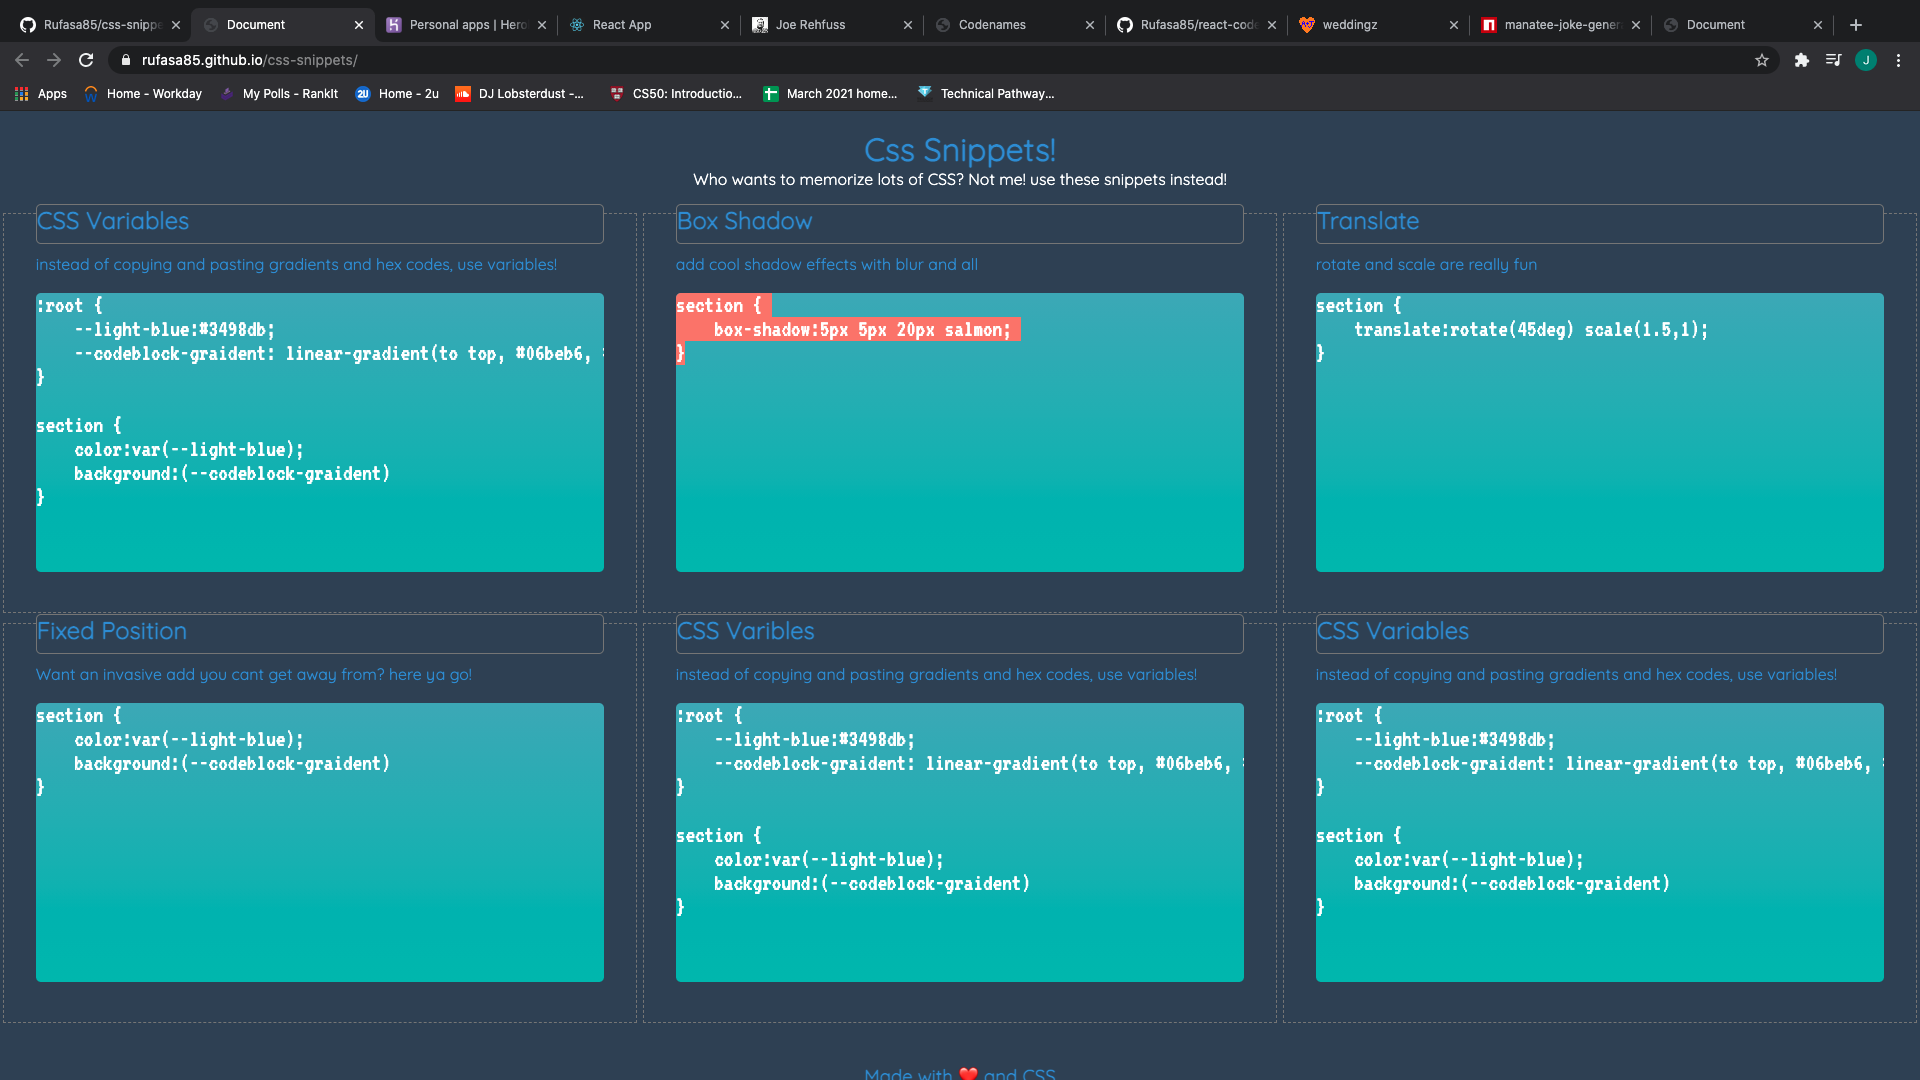 Rufasa85/css-snippe
Document
Personal apps | Hero
React App
Joe Rehfuss
Codenames
Rufasa85/react-code
weddingz
manatee-joke-gener
Document
rufasa85.github.io/css-snippets/
J
Apps
Home - Workday
My Polls - RankIt
2U
Home - 2u
DJ Lobsterdust -...
CS50: Introductio...
March 2021 home...
Technical Pathway...
Css Snippets!
Who wants to memorize lots of CSS? Not me! use these snippets instead!
CSS Variables
instead of copying and pasting gradients and hex codes, use variables!
:root {
--light-blue:#3498db;
--codeblock-graident: linear-gradient(to top, #06beb6,
}
section {
color:var(--light-blue);
background:(--codeblock-graident)
}
Box Shadow
add cool shadow effects with blur and all
section {
box-shadow:5px 5px 20px salmon;
}
Translate
rotate and scale are really fun
section {
translate:rotate(45deg) scale(1.5,1);
}
Fixed Position
Want an invasive add you cant get away from? here ya go!
section {
color:var(--light-blue);
background:(--codeblock-graident)
}
CSS Varibles
instead of copying and pasting gradients and hex codes, use variables!
:root {
--light-blue:#3498db;
--codeblock-graident: linear-gradient(to top, #06beb6,
}
section {
color:var(--light-blue);
background:(--codeblock-graident)
}
CSS Variables
instead of copying and pasting gradients and hex codes, use variables!
:root {
--light-blue:#3498db;
--codeblock-graident: linear-gradient(to top, #06beb6,
}
section {
color:var(--light-blue);
background:(--codeblock-graident)
}
Made with ❤️ and CSS